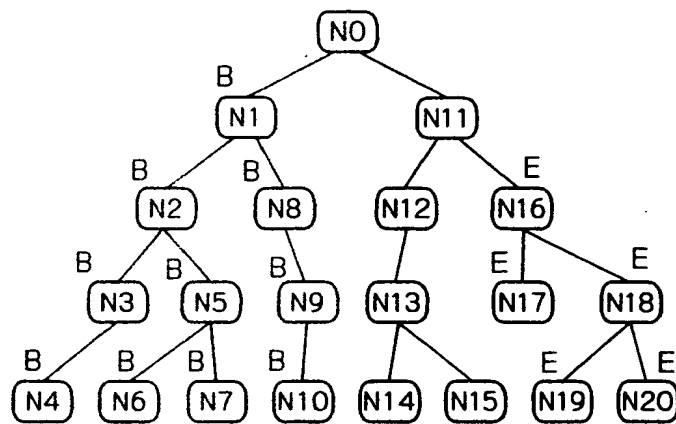 N0
B
N1 N11
B B E
N2 N8 N12 N16
B B B E E
N3 N5 N9 N13 N17 N18
B B B B E E
N4 N6 N7 N10 N14 N15 N19 N20